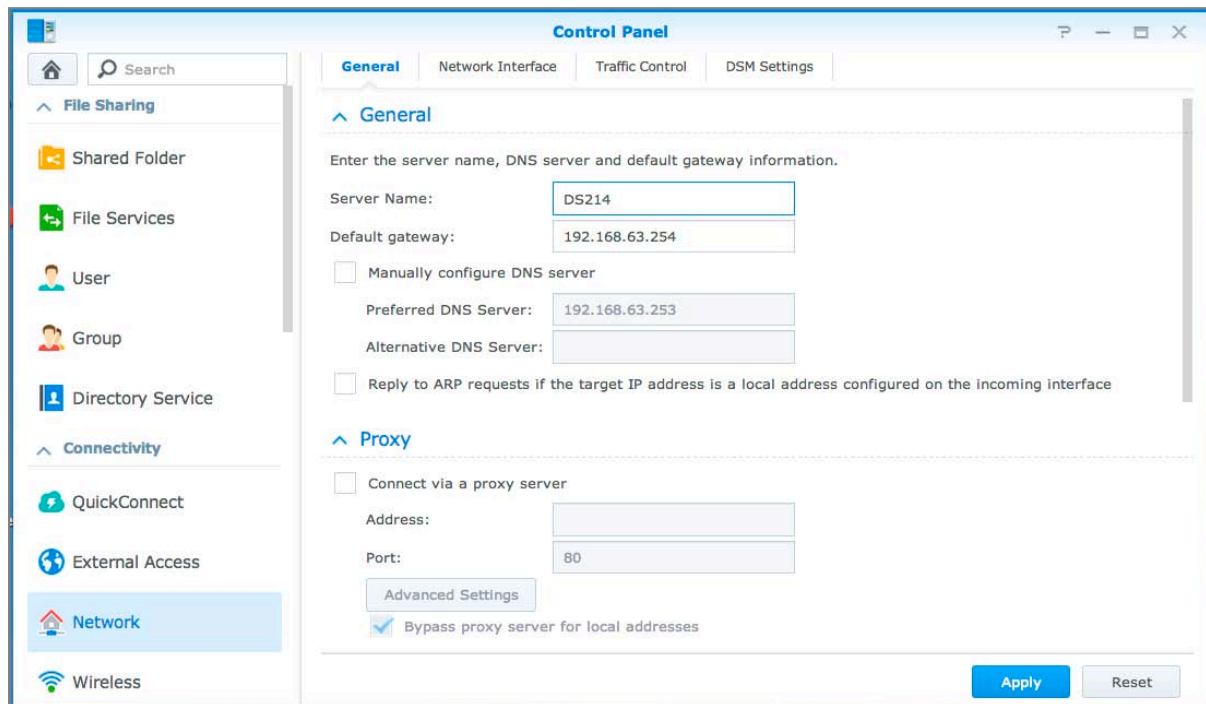 Control Panel
Search
File Sharing
Shared Folder
File Services
User
Group
Directory Service
Connectivity
QuickConnect
External Access
Network
Wireless
General Network Interface Traffic Control DSM Settings
General
Enter the server name, DNS server and default gateway information.
Server Name: DS214
Default gateway: 192.168.63.254
Manually configure DNS server
Preferred DNS Server: 192.168.63.253
Alternative DNS Server:
Reply to ARP requests if the target IP address is a local address configured on the incoming interface
Proxy
Connect via a proxy server
Address:
Port: 80
Advanced Settings
Bypass proxy server for local addresses
Apply Reset